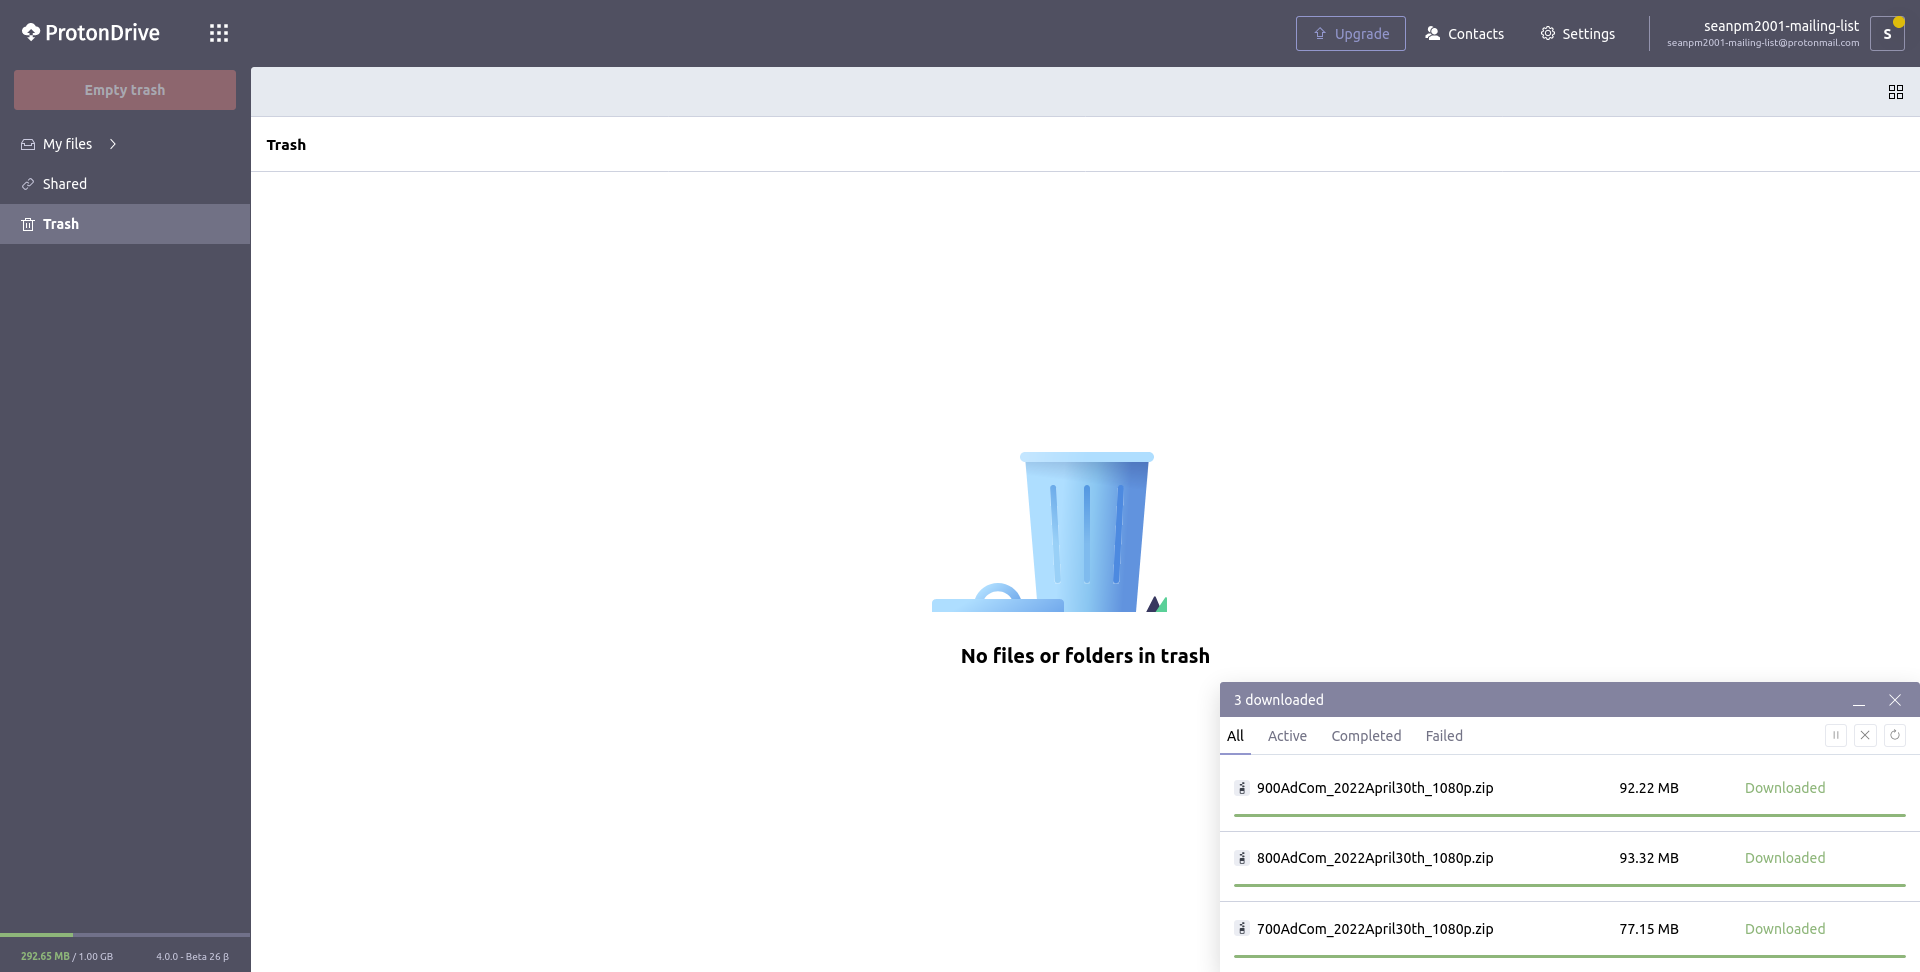 ProtonDrive
Upgrade
Contacts
Settings
seanpm2001-mailing-list
seanpm2001-mailing-list@protonmail.com
S
Empty trash
My files
Shared
Trash
Trash
No files or folders in trash
3 downloaded
All Active Completed Failed
900AdCom_2022April30th_1080p.zip 92.22 MB Downloaded
800AdCom_2022April30th_1080p.zip 93.32 MB Downloaded
700AdCom_2022April30th_1080p.zip 77.15 MB Downloaded
292.65 MB / 1.00 GB 4.0.0 - Beta 26 β